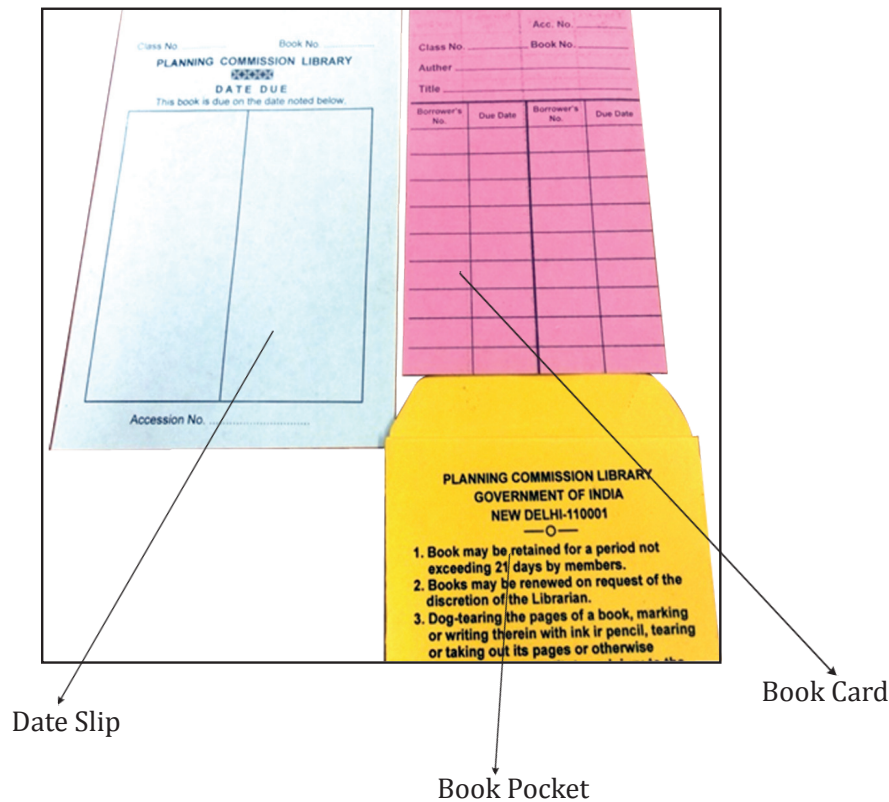 Class No. Book No.
PLANNING COMMISSION LIBRARY
DATE DUE
This book is due on the date noted below.
Accession No.
Acc. No.
Class No. Book No.
Auther
Title
Borrower's No. Due Date Borrower's No. Due Date
PLANNING COMMISSION LIBRARY
GOVERNMENT OF INDIA
NEW DELHI-110001
1. Book may be retained for a period not
exceeding 21 days by members.
2. Books may be renewed on request of the
discretion of the Librarian.
3. Dog-tearing the pages of a book, marking
or writing therein with ink ir pencil, tearing
or taking out its pages or otherwise
Date Slip
Book Card
Book Pocket